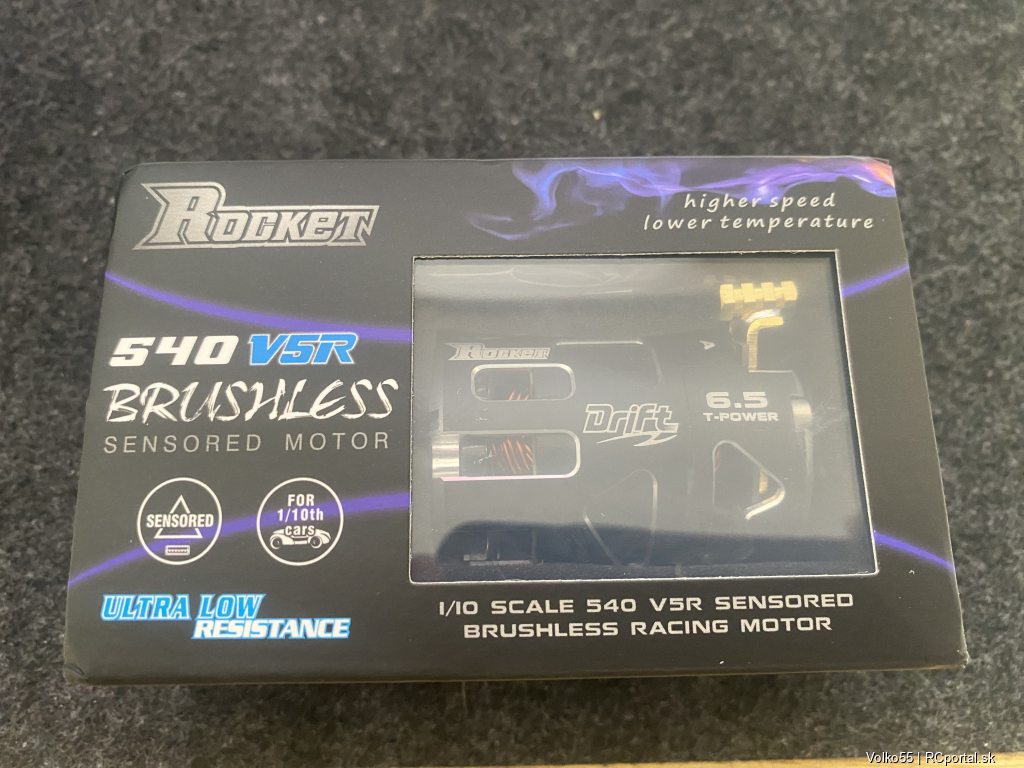 ROCKET
higher speed
lower temperature
540 V5R
BRUSHLESS
SENSORED MOTOR
SENSORED
FOR
1/10th
cars
ULTRA LOW
RESISTANCE
ROCKET
A
Drift
6.5
T-POWER
1/10 SCALE 540 V5R SENSORED
BRUSHLESS RACING MOTOR
Volko55 | RCportal.sk